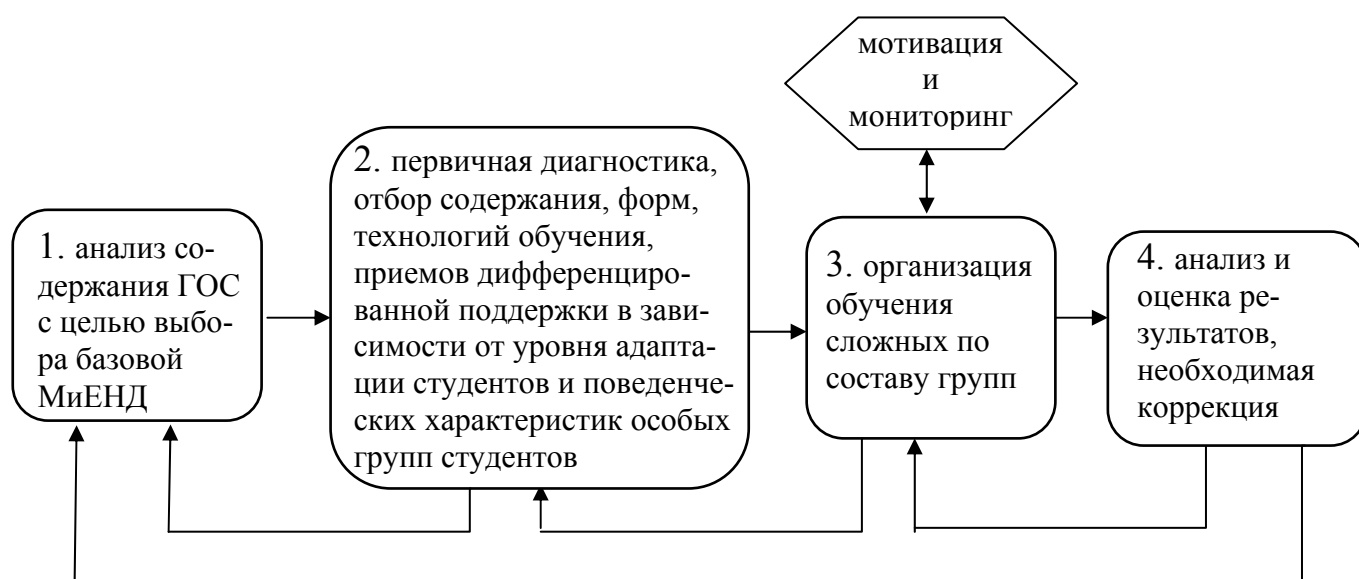 мотивация
и
мониторинг
1. анализ со-
держания ГОС
с целью выбо-
ра базовой
МиЕНД
2. первичная диагностика,
отбор содержания, форм,
технологий обучения,
приемов дифференциро-
ванной поддержки в зави-
симости от уровня адапта-
ции студентов и поведенче-
ских характеристик особых
групп студентов
3. организация
обучения
сложных по
составу групп
4. анализ и
оценка ре-
зультатов,
необходимая
коррекция